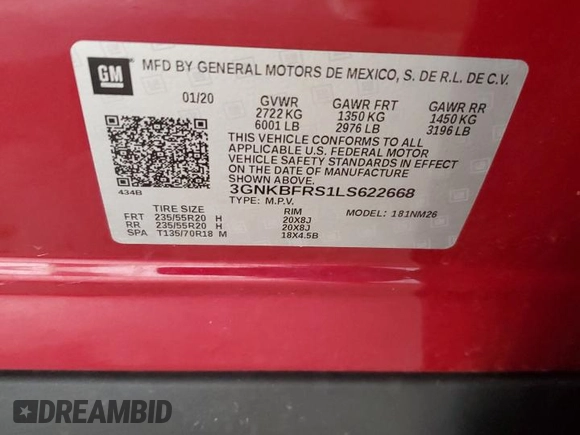 GM
MFD BY GENERAL MOTORS DE MEXICO, S. DE R.L. DE C.V.
01/20 GVWR GAWR FRT GAWR RR
2722 KG 1350 KG 1450 KG
6001 LB 2976 LB 3196 LB
THIS VEHICLE CONFORMS TO ALL
APPLICABLE U.S. FEDERAL MOTOR
VEHICLE SAFETY STANDARDS IN EFFECT
ON THE DATE OF MANUFACTURE
SHOWN ABOVE.
434B 3GNKBFRS1LS622668
TYPE: M.P.V. MODEL: 181NM26
TIRE SIZE RIM
FRT 235/55R20 H 20X8J
RR 235/55R20 H 20X8J
SPA T135/70R18 M 18X4.5B
DREAMBID